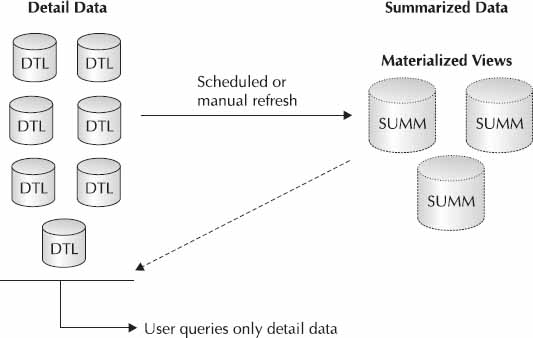 Detail Data
Summarized Data
Materialized Views
DTL
DTL
Scheduled or
manual refresh
DTL
DTL
SUMM
SUMM
DTL
DTL
SUMM
DTL
User queries only detail data